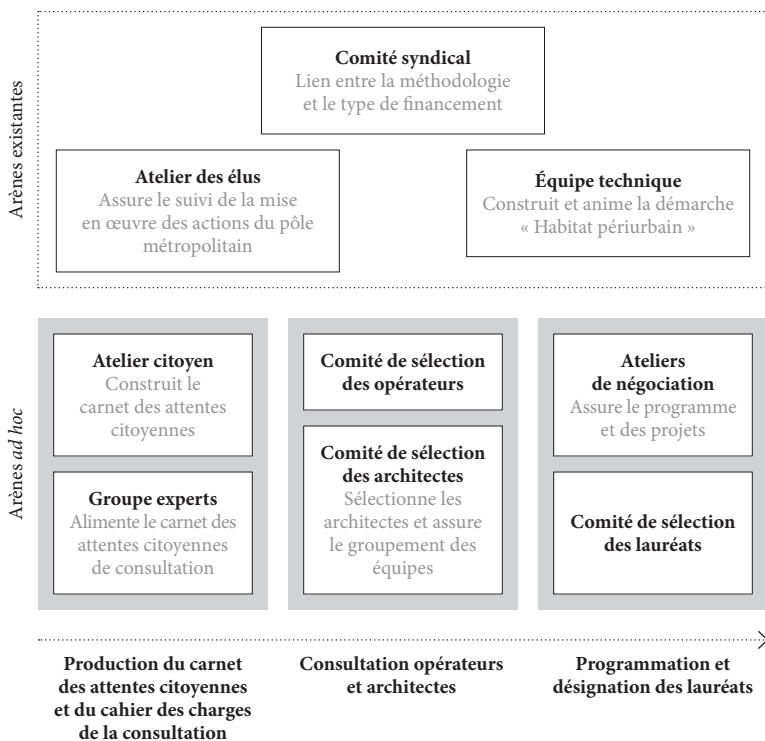 Arènes existantes
Comité syndical
Lien entre la méthodologie
et le type de financement
Atelier des élus
Assure le suivi de la mise
en œuvre des actions du pôle
métropolitain
Équipe technique
Construit et anime la démarche
« Habitat périurbain »
Arènes ad hoc
Atelier citoyen
Construit le
carnet des attentes
citoyennes
Groupe experts
Alimente le carnet des
attentes citoyennes
de consultation
Comité de sélection
des opérateurs
Comité de sélection
des architectes
Sélectionne les
architectes et assure
le groupement des
équipes
Ateliers
de négociation
Assure le programme
et des projets
Comité de sélection
des lauréats
Production du carnet
des attentes citoyennes
et du cahier des charges
de la consultation
Consultation opérateurs
et architectes
Programmation et
désignation des lauréats